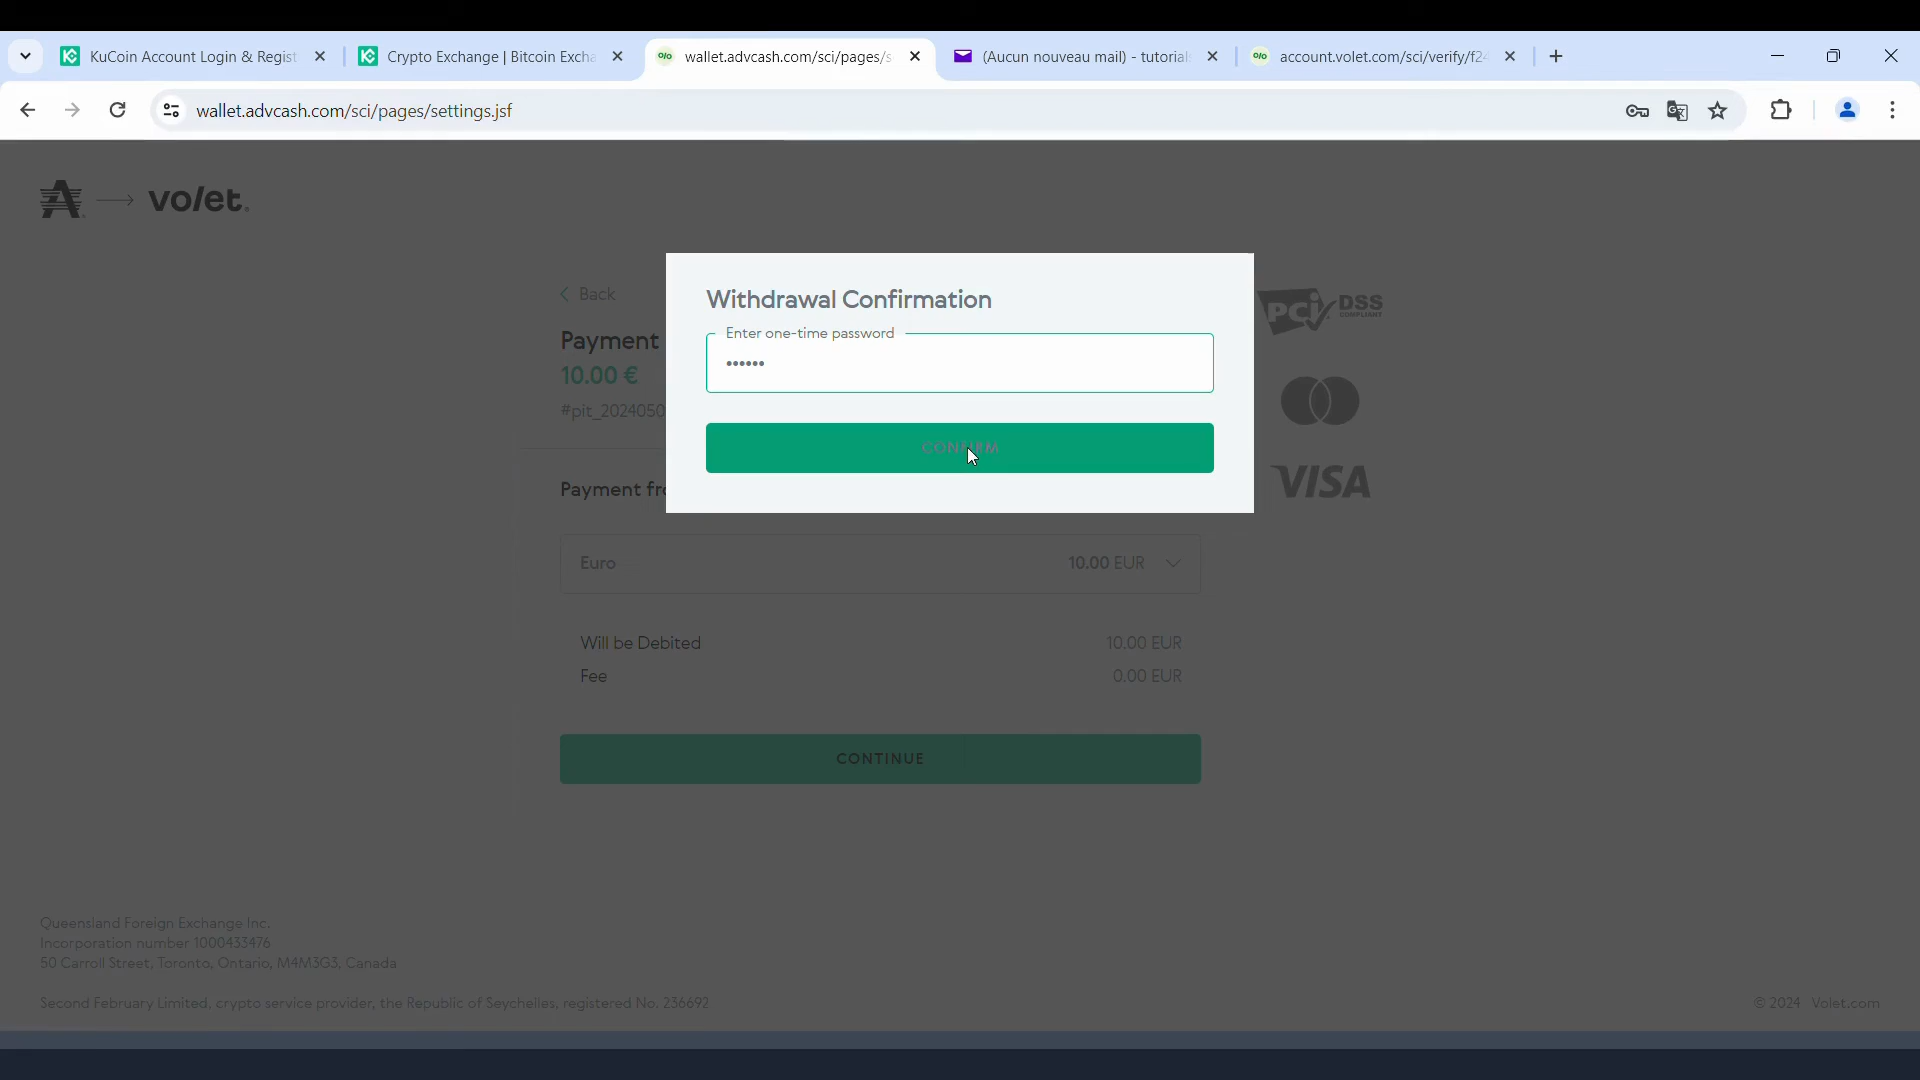 KuCoin Account Login & Regist
Crypto Exchange | Bitcoin Excha
wallet.advcash.com/sci/pages/s
(Aucun nouveau mail) - tutorial
account.volet.com/sci/verify/f24
wallet.advcash.com/sci/pages/settings.jsf
volet.
Back
Payment
10.00 €
#pit_2024050
Payment fro
Withdrawal Confirmation
Enter one-time password
••••••
CONFIRM
PCI DSS
COMPLIANT
VISA
Euro
10.00 EUR
Will be Debited
10.00 EUR
Fee
0.00 EUR
CONTINUE
Queensland Foreign Exchange Inc.
Incorporation number 1000433476
50 Carroll Street, Toronto, Ontario, M4M3G3, Canada
Second February Limited, crypto service provider, the Republic of Seychelles, registered No. 236692
© 2024 Volet.com